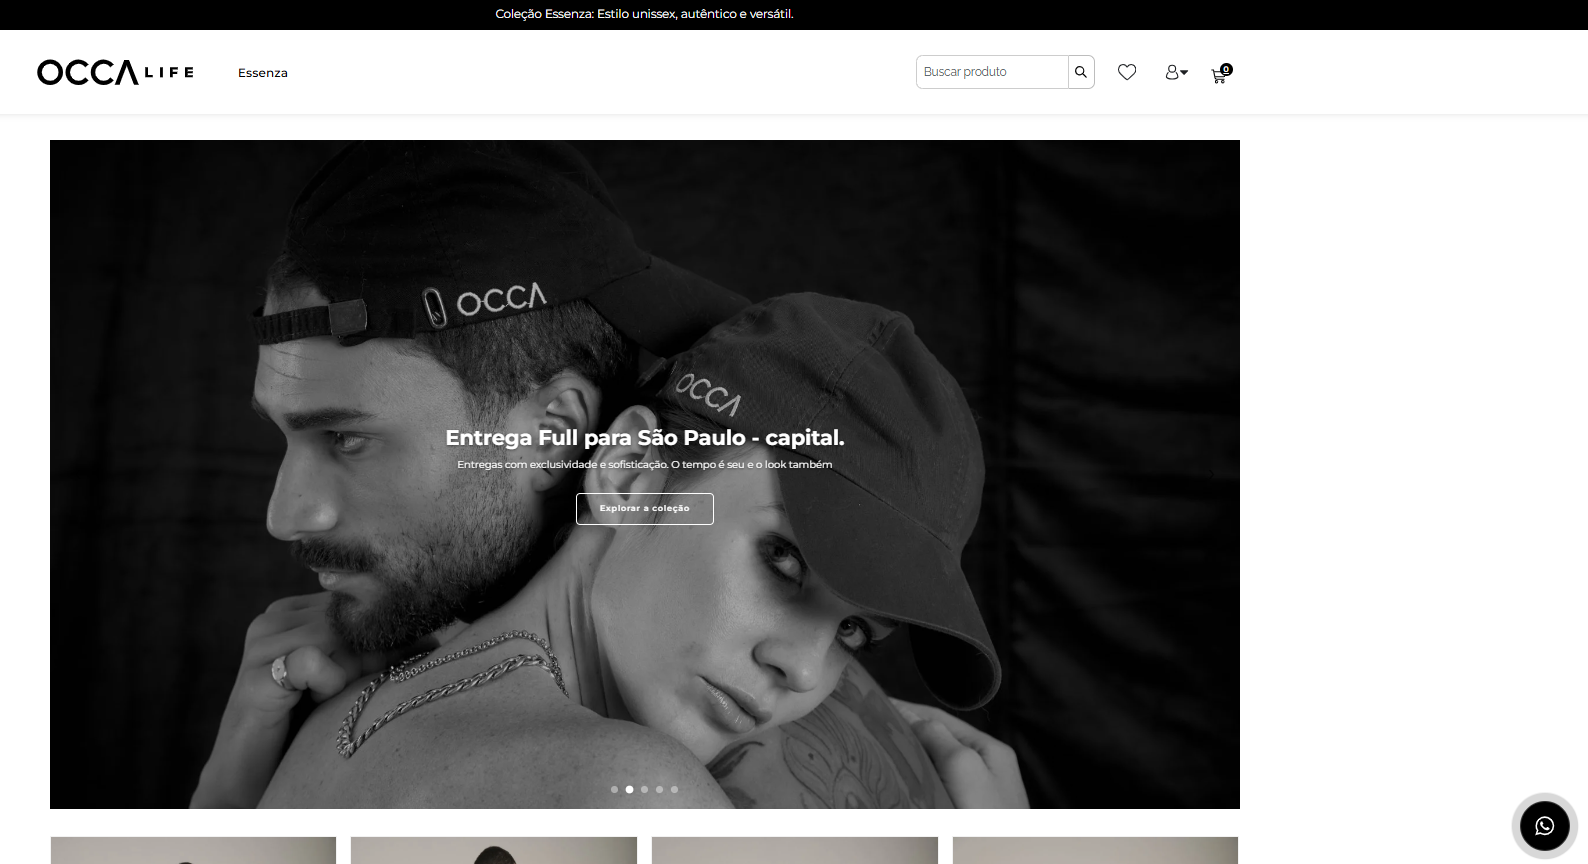 Coleção Essenza: Estilo unissex, autêntico e versátil.
OCCA LIFE
Essenza
Buscar produto
0
OCCA
OCCA
Entrega Full para São Paulo - capital.
Entregas com exclusividade e sofisticação. O tempo é seu e o look também
Explorar a coleção